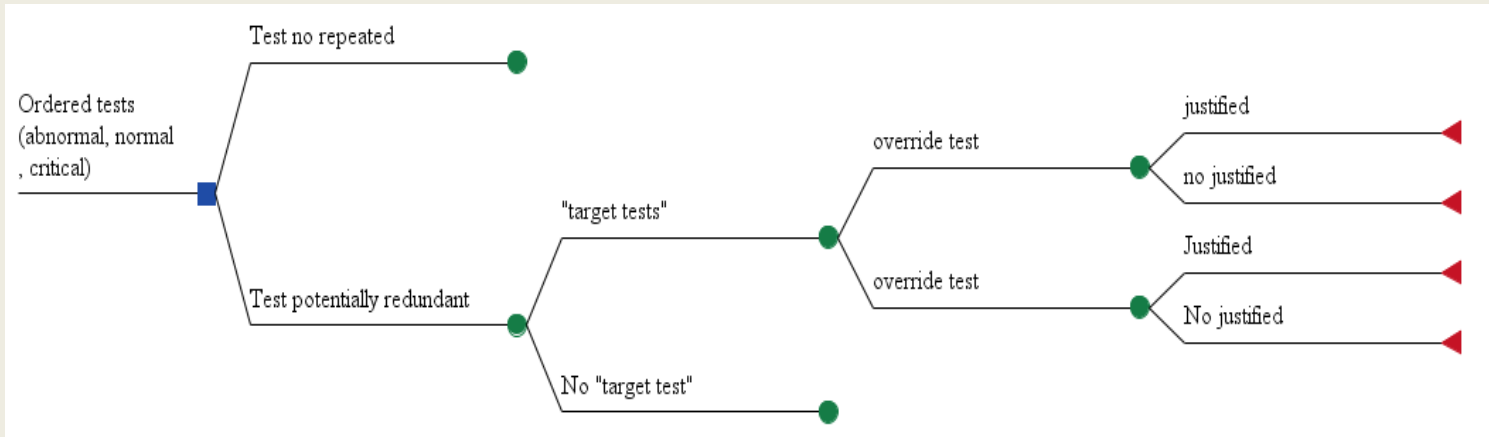 Test no repeated
Ordered tests
(abnormal, normal
, critical)
justified
override test
no justified
"target tests"
Justified
override test
Test potentially redundant
No justified
No "target test"